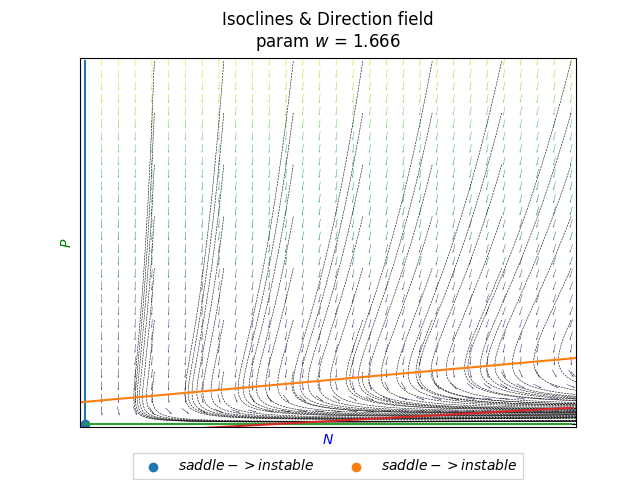 Isoclines & Direction field
param w = 1.666
P
N
saddle-> instable saddle-> instable